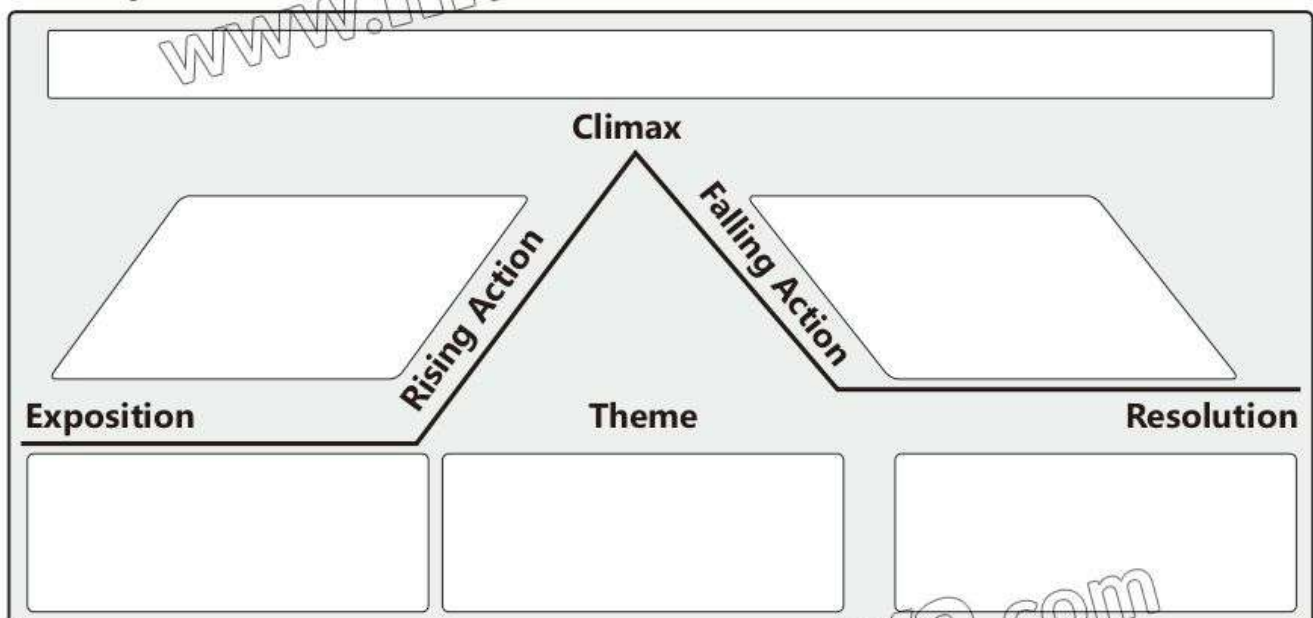 Climax
Rising Action
Falling Action
Exposition
Theme
Resolution